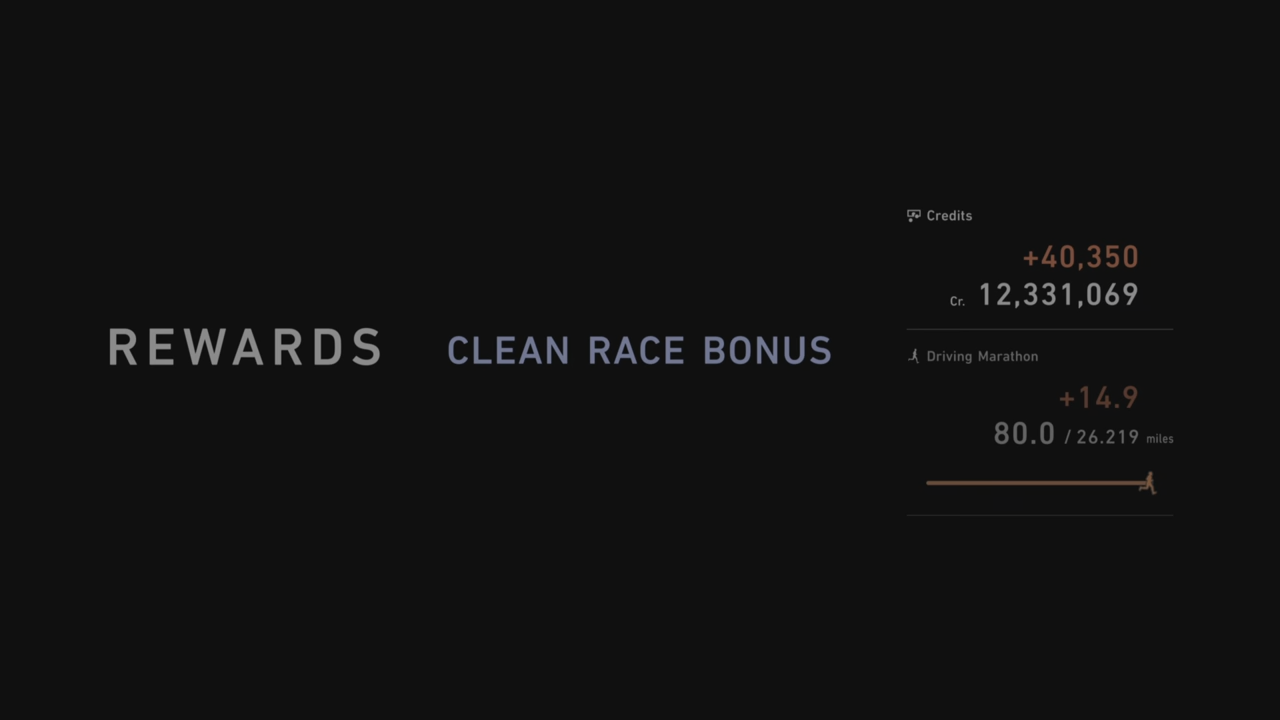 REWARDS
CLEAN RACE BONUS
Credits
+40,350
Cr. 12,331,069
Driving Marathon
+14.9
80.0 / 26.219 miles